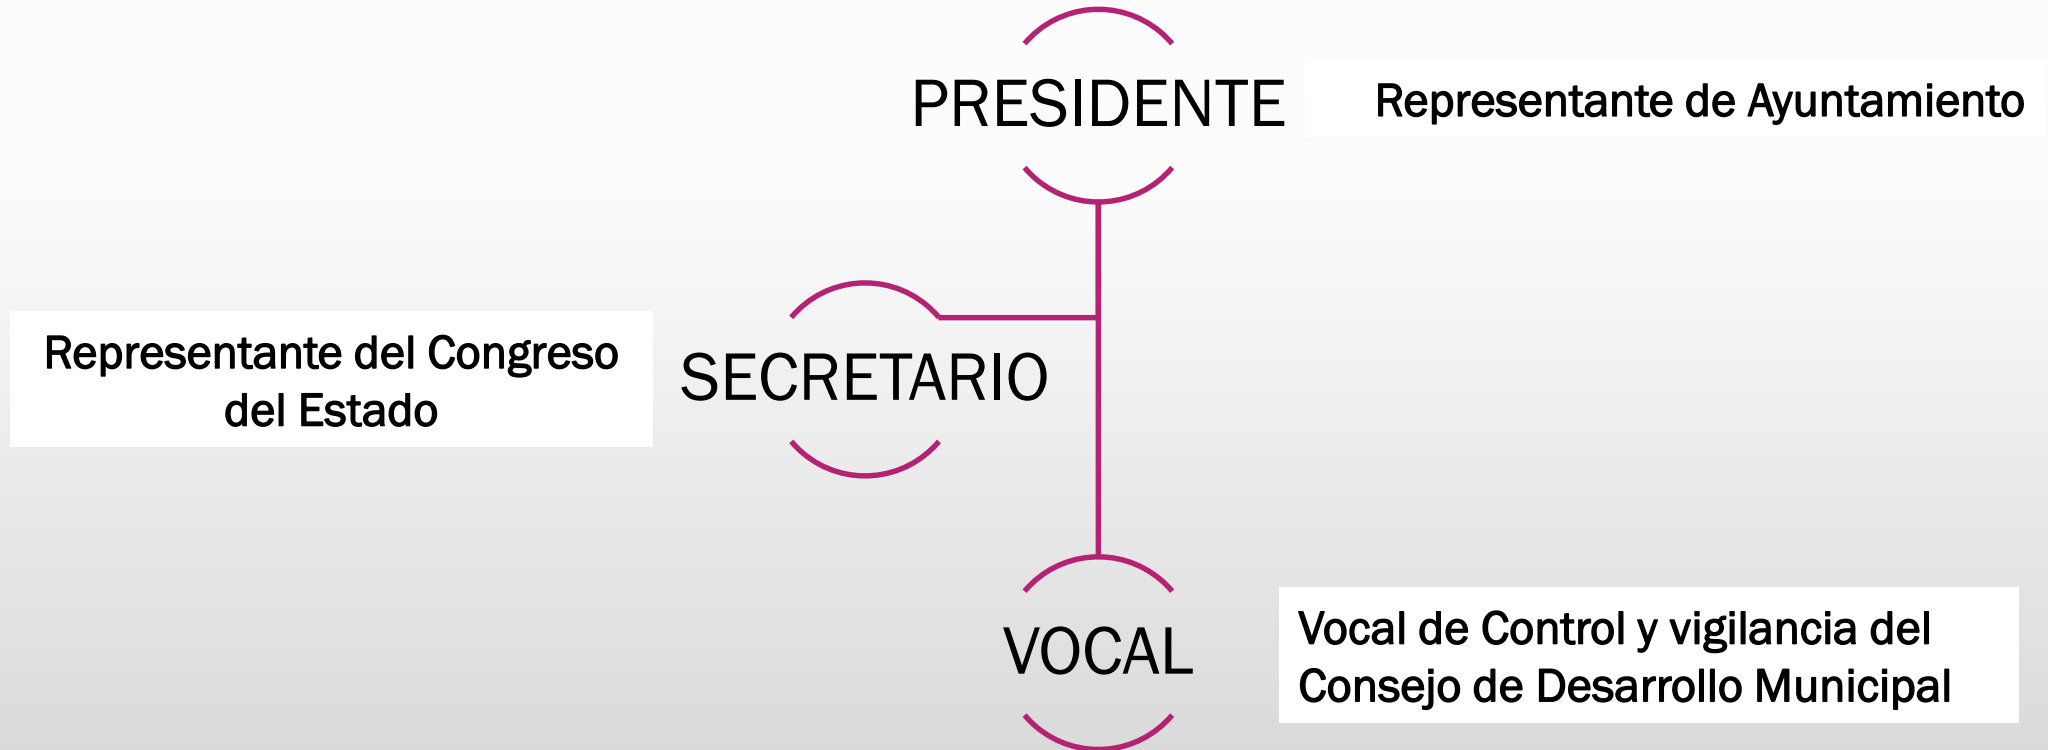 PRESIDENTE
Representante de Ayuntamiento
Representante del Congreso
del Estado
SECRETARIO
VOCAL
Vocal de Control y vigilancia del
Consejo de Desarrollo Municipal